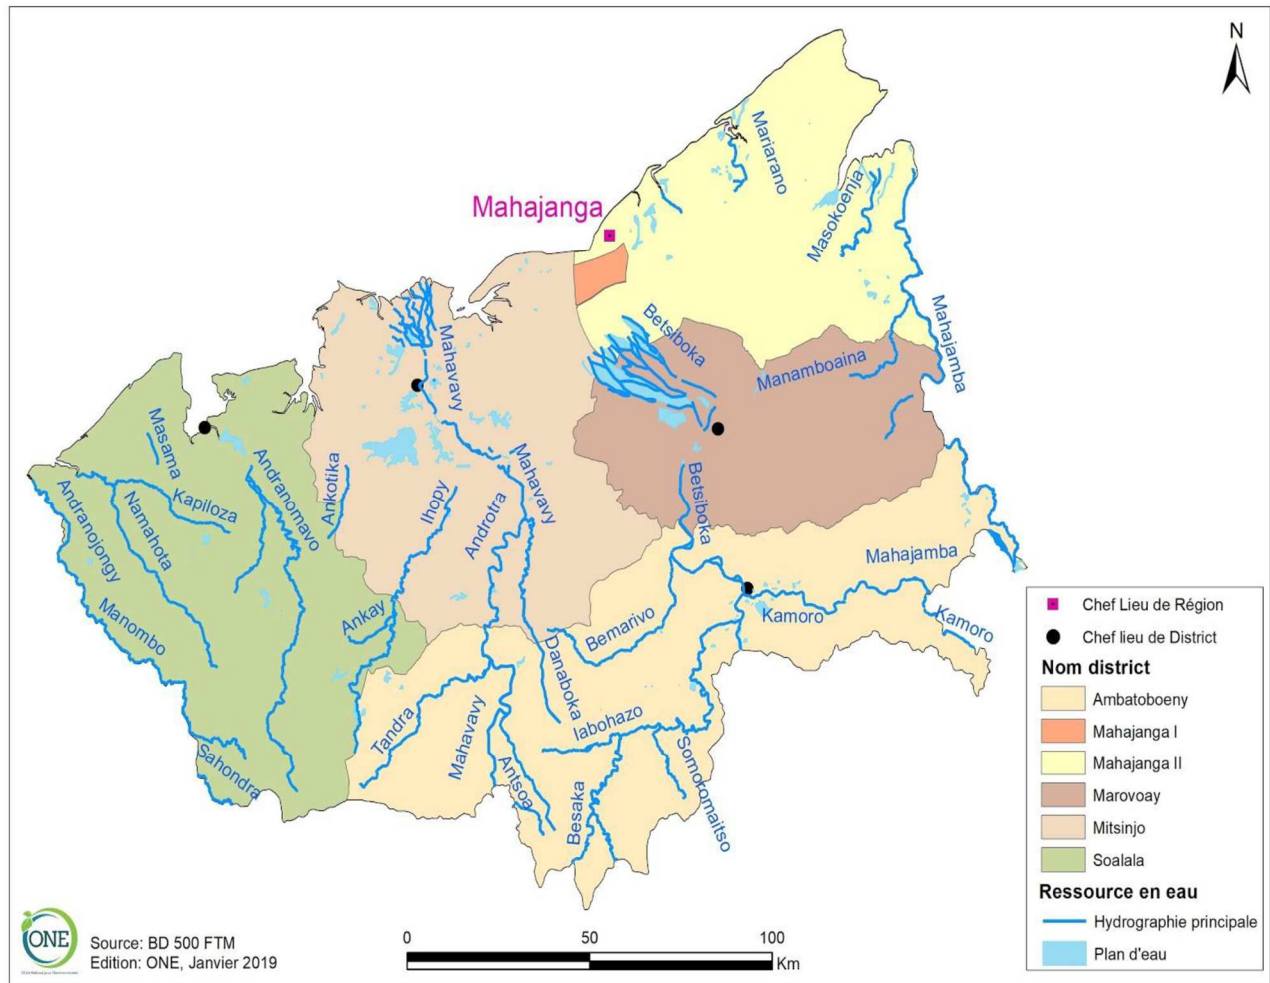 N
Mahajanga
Mariarano
Masokoenja
Mahajamba
Betsiboka
Manamboaina
Mahavavy
Masama
Kapiloza
Namahota
Andranojongy
Manombo
Sahondra
Andranomavo
Ankotika
Ihopy
Androtra
Mahavavy
Betsiboka
Mahajamba
Kamoro
Kamoro
Bemarivo
Danaboka
Ankay
Tandra
Mahavavy
Antsoa
Iabohazo
Besaka
Somoromaitso
Chef Lieu de Région
Chef lieu de District
Nom district
Ambatoboeny
Mahajanga I
Mahajanga II
Marovoay
Mitsinjo
Soalala
Ressource en eau
Hydrographie principale
Plan d'eau
ONE
Source: BD 500 FTM
Edition: ONE, Janvier 2019
0 50 100
Km